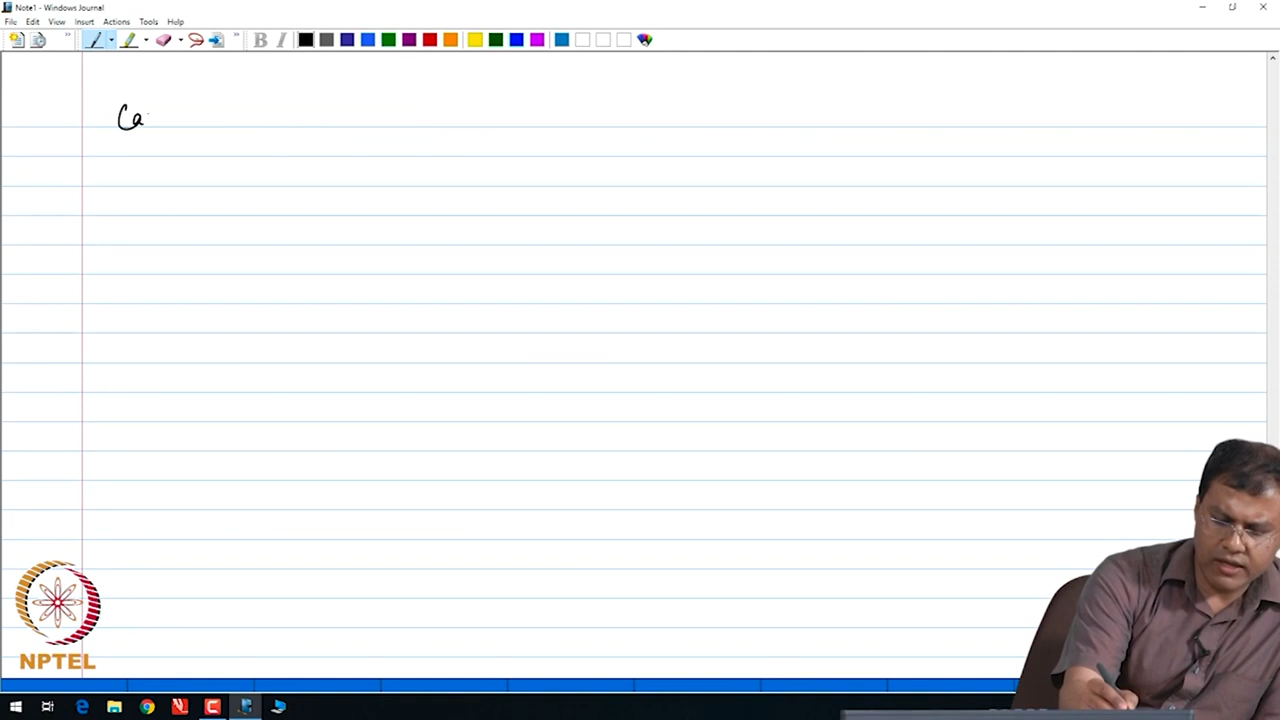 Note1 - Windows Journal
File Edit View Insert Actions Tools Help
B I
Ca
NPTEL